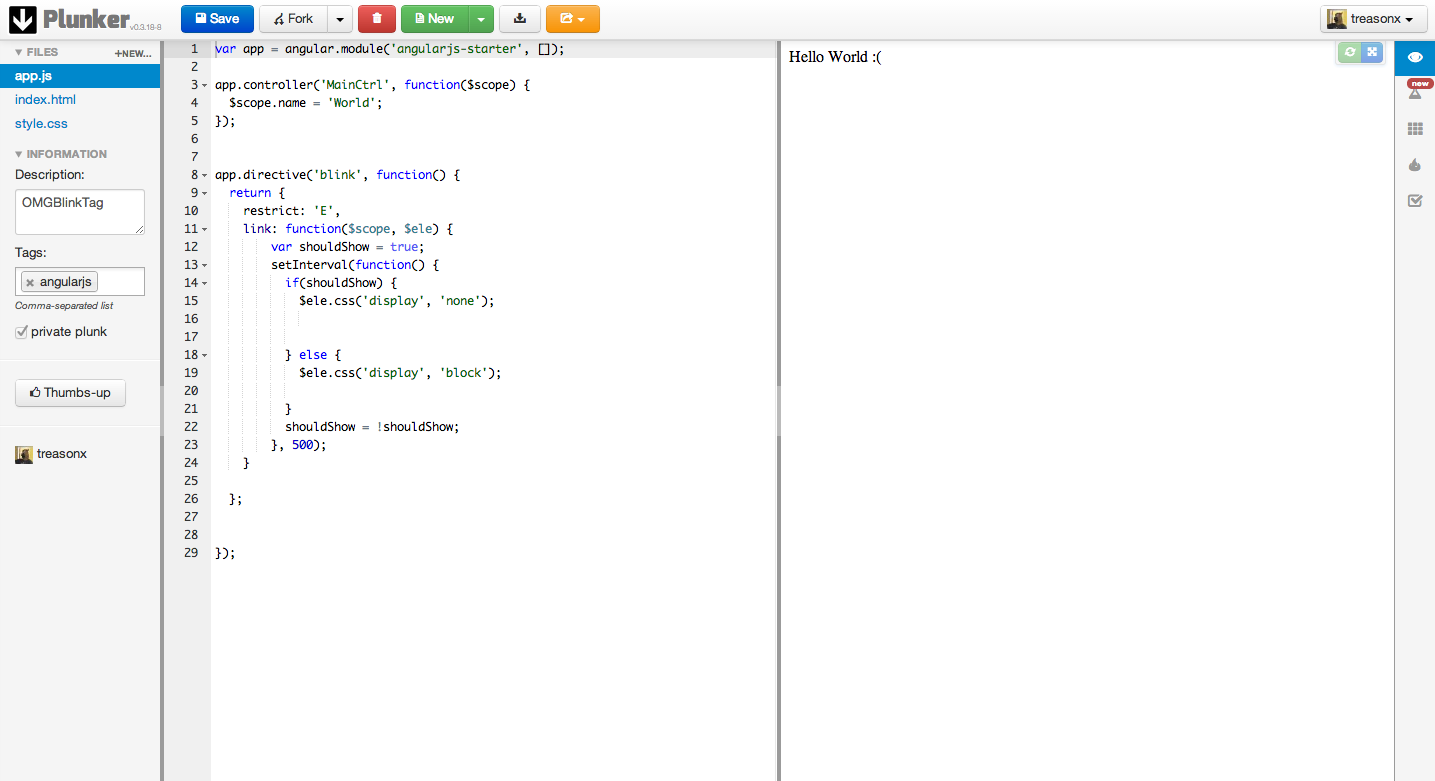 Plunker v0.3.18-8
Save Fork New treasonx
FILES +NEW...
app.js
index.html
style.css
INFORMATION
Description:
OMGBlinkTag
Tags:
× angularjs
Comma-separated list
private plunk
Thumbs-up
treasonx
1 var app = angular.module('angularjs-starter', []);
2
3 app.controller('MainCtrl', function($scope) {
4   $scope.name = 'World';
5 });
6
7
8 app.directive('blink', function() {
9   return {
10     restrict: 'E',
11     link: function($scope, $ele) {
12         var shouldShow = true;
13         setInterval(function() {
14           if(shouldShow) {
15             $ele.css('display', 'none');
16
17
18           } else {
19             $ele.css('display', 'block');
20
21           }
22           shouldShow = !shouldShow;
23         }, 500);
24     }
25
26   };
27
28
29 });
Hello World :(
new